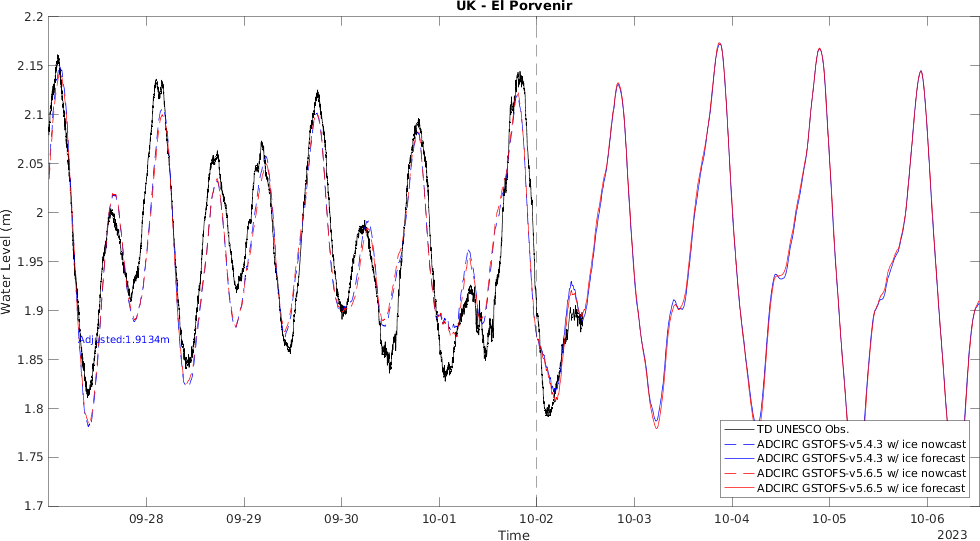 UK - El Porvenir
2.2
2.15
2.1
2.05
2
1.95
1.9
1.85
1.8
1.75
1.7
Water Level (m)
Adjusted:1.9134m
TD UNESCO Obs.
ADCIRC GSTOFS-v5.4.3 w/ ice nowcast
ADCIRC GSTOFS-v5.4.3 w/ ice forecast
ADCIRC GSTOFS-v5.6.5 w/ ice nowcast
ADCIRC GSTOFS-v5.6.5 w/ ice forecast
09-28 09-29 09-30 10-01 10-02 10-03 10-04 10-05 10-06
Time
2023